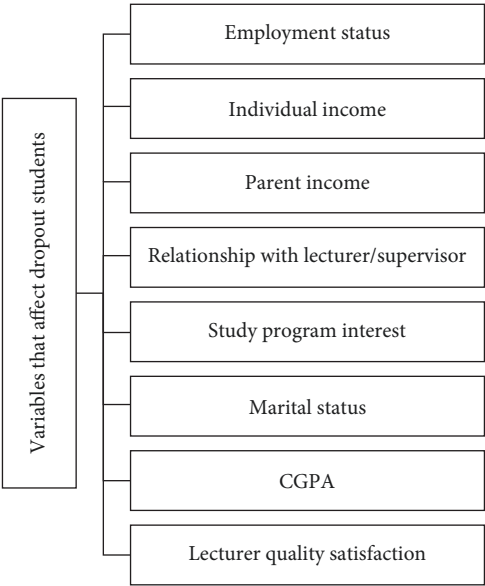 Variables that affect dropout students
Employment status
Individual income
Parent income
Relationship with lecturer/supervisor
Study program interest
Marital status
CGPA
Lecturer quality satisfaction